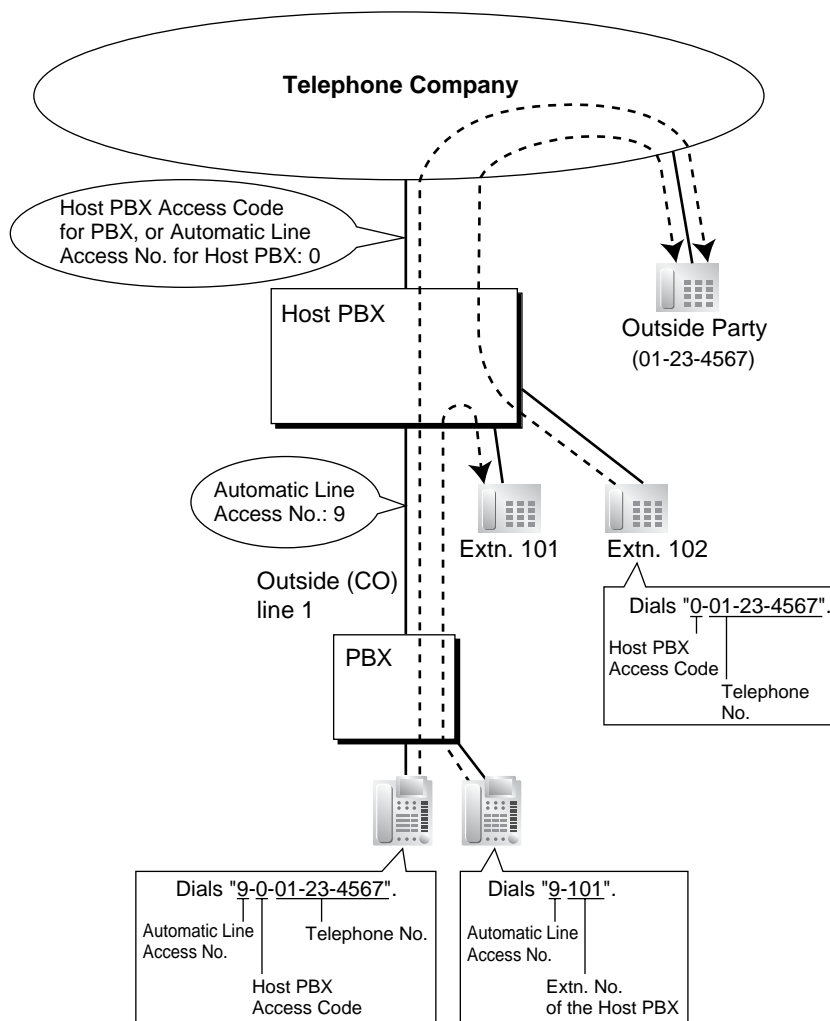 Telephone Company
Host PBX Access Code
for PBX, or Automatic Line
Access No. for Host PBX: 0
Host PBX
Outside Party
(01-23-4567)
Automatic Line
Access No.: 9
Extn. 101
Extn. 102
Outside (CO)
line 1
Dials "0-01-23-4567".
Host PBX
Access Code
Telephone
No.
PBX
Dials "9-0-01-23-4567".
Automatic Line
Access No.
Telephone No.
Host PBX
Access Code
Dials "9-101".
Automatic Line
Access No.
Extn. No.
of the Host PBX